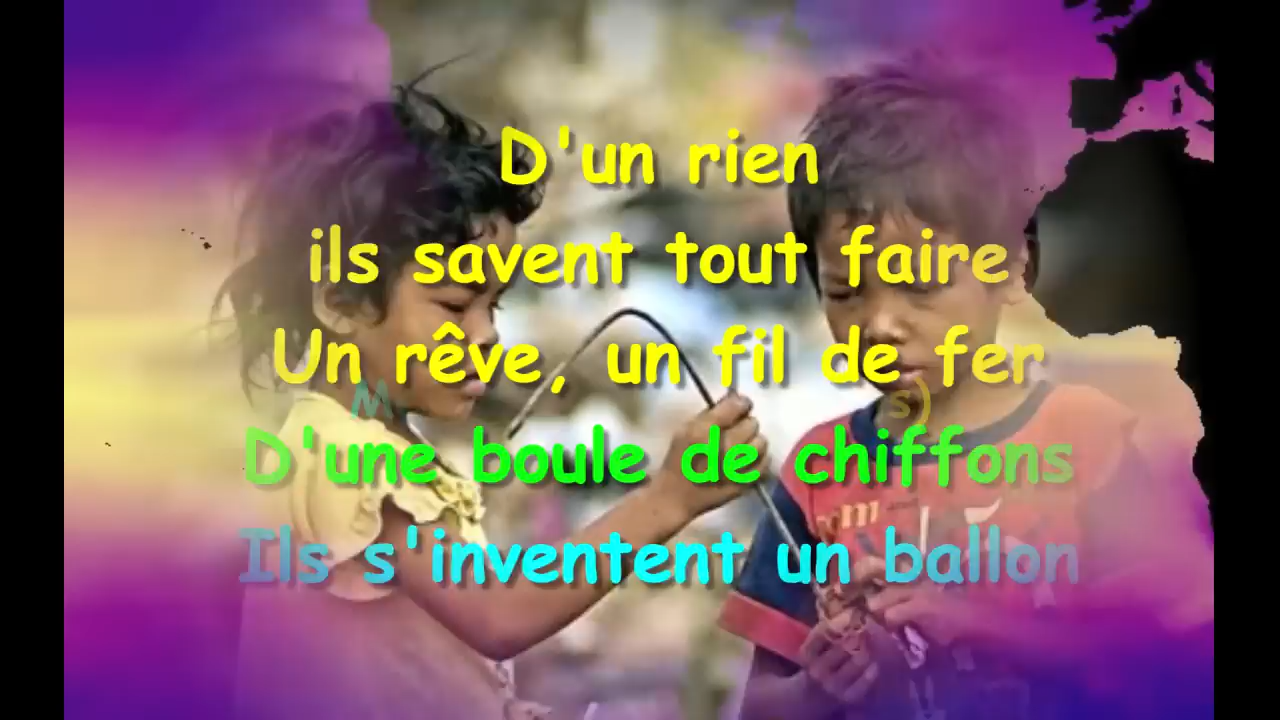 D'un rien
ils savent tout faire
Un rêve, un fil de fer
D'une boule de chiffons
Ils s'inventent un ballon